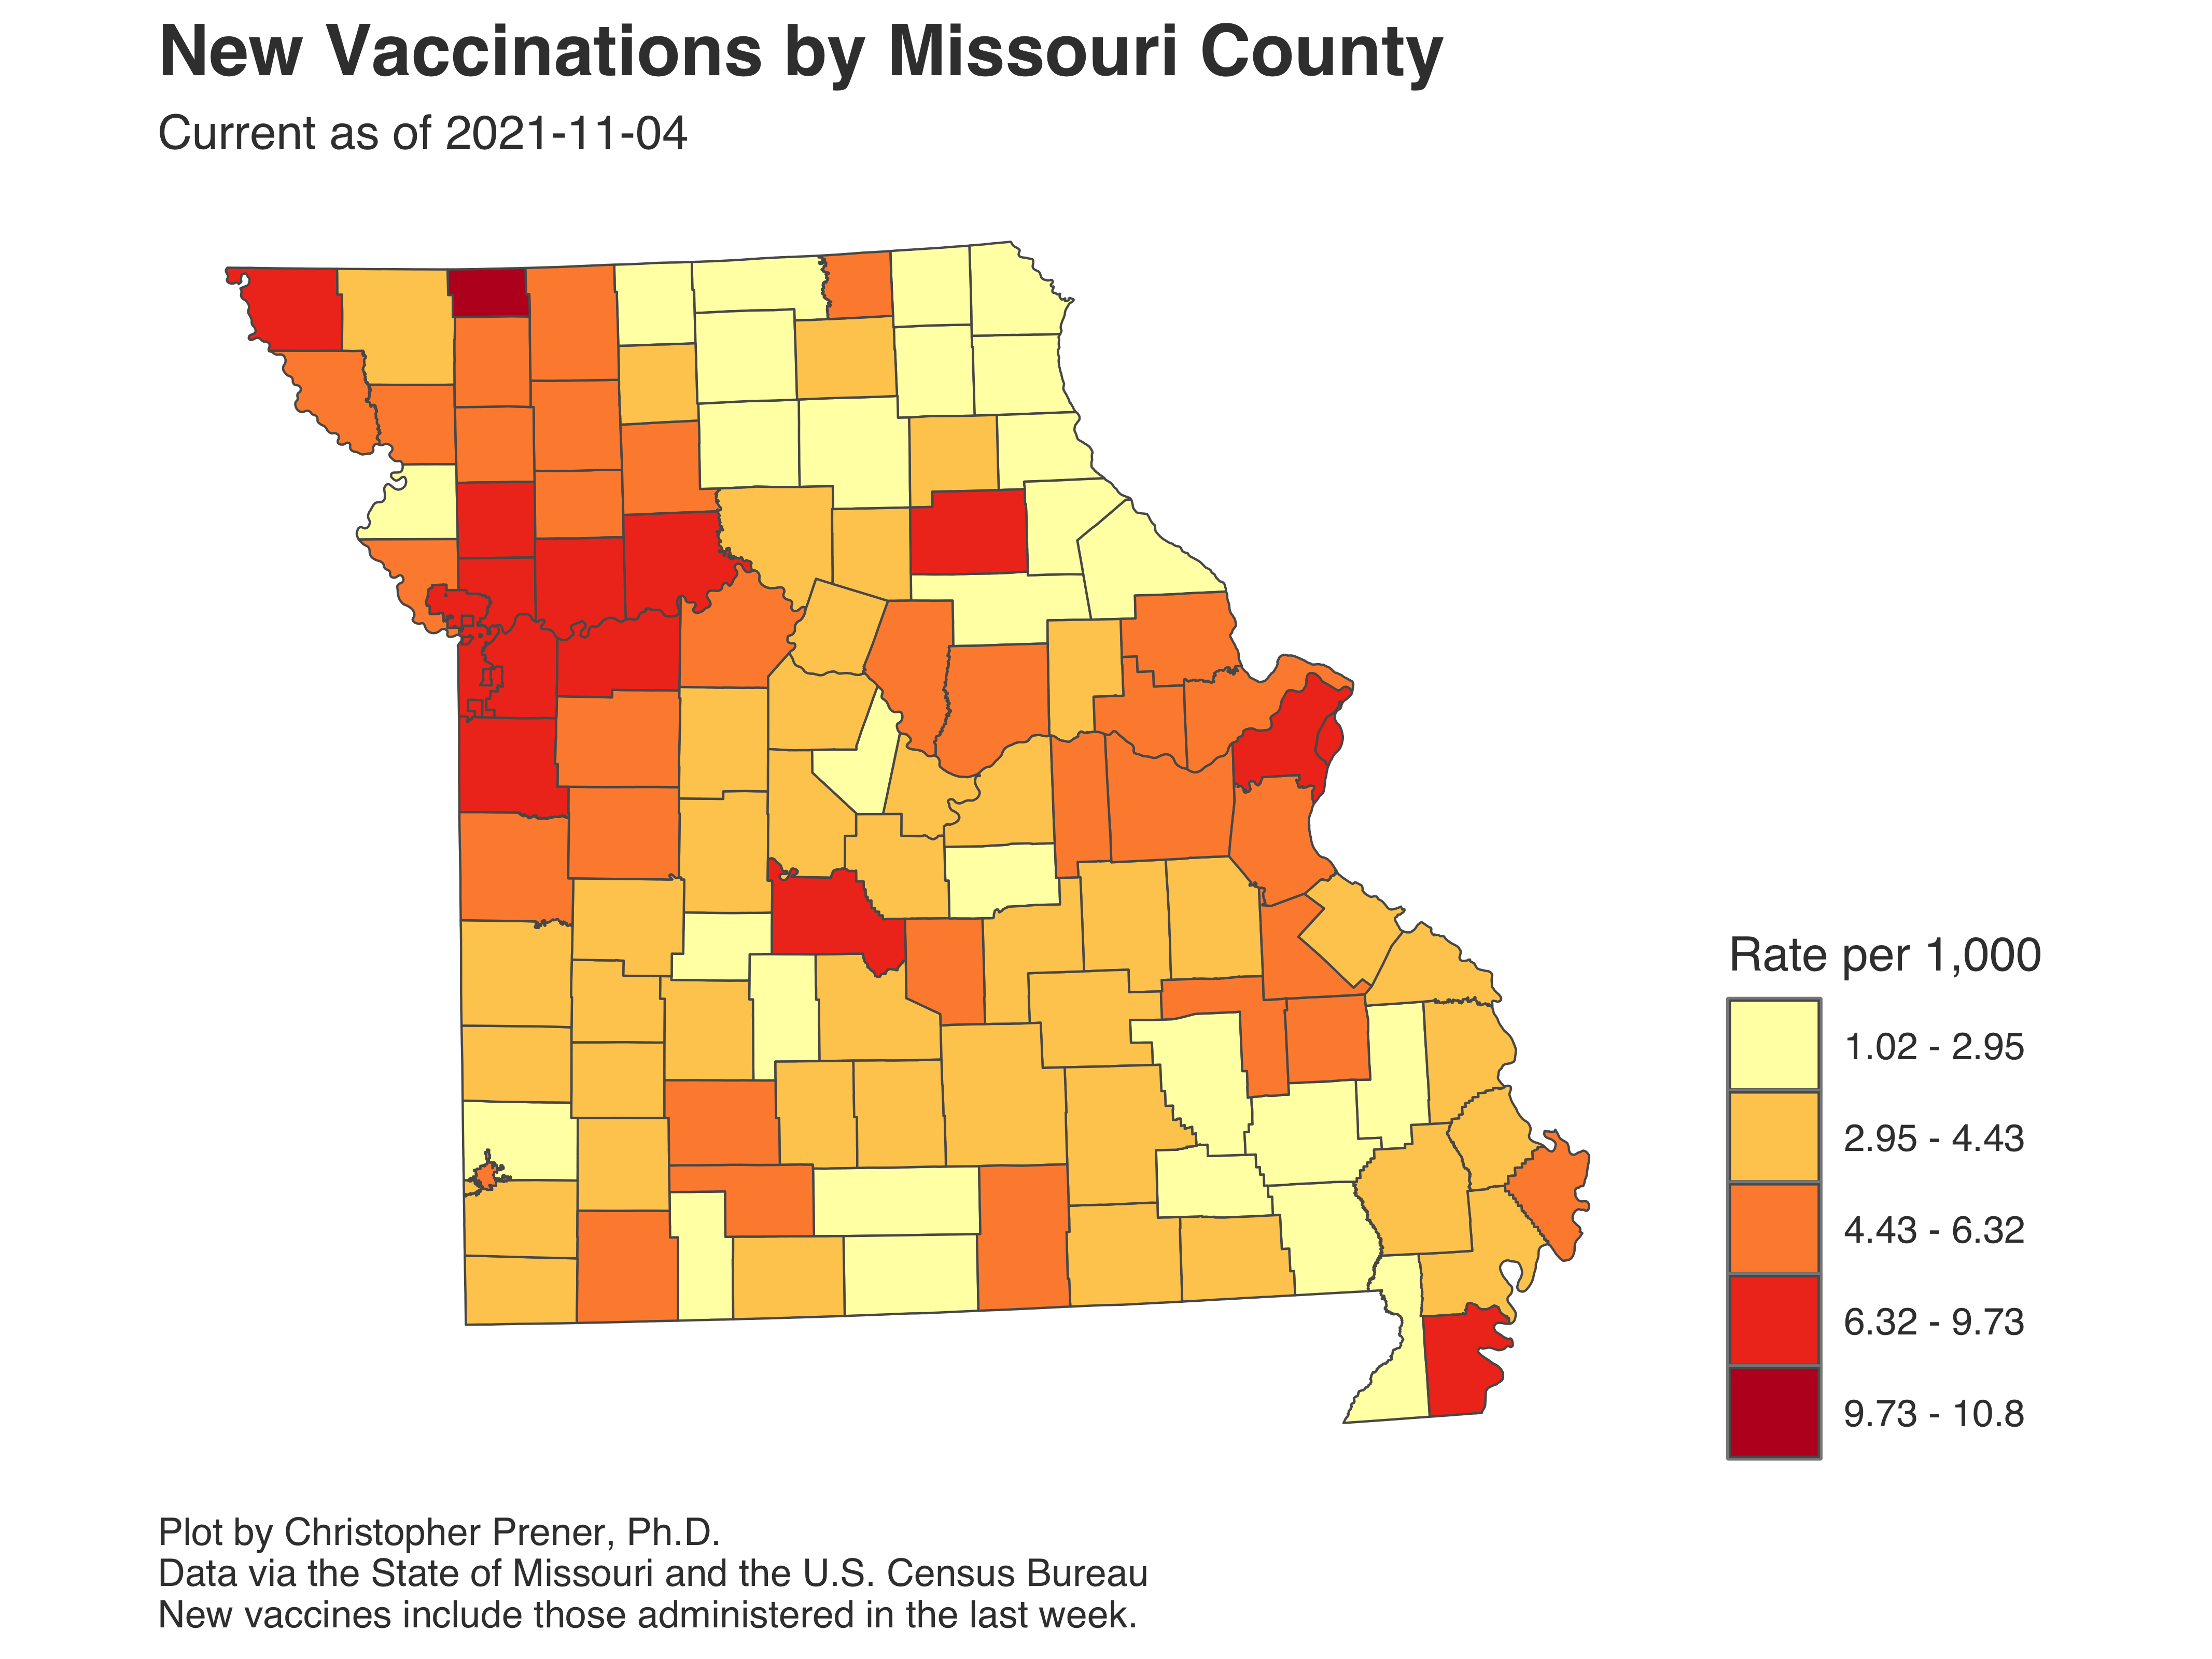 New Vaccinations by Missouri County
Current as of 2021-11-04
Rate per 1,000
1.02 - 2.95
2.95 - 4.43
4.43 - 6.32
6.32 - 9.73
9.73 - 10.8
Plot by Christopher Prener, Ph.D.
Data via the State of Missouri and the U.S. Census Bureau
New vaccines include those administered in the last week.